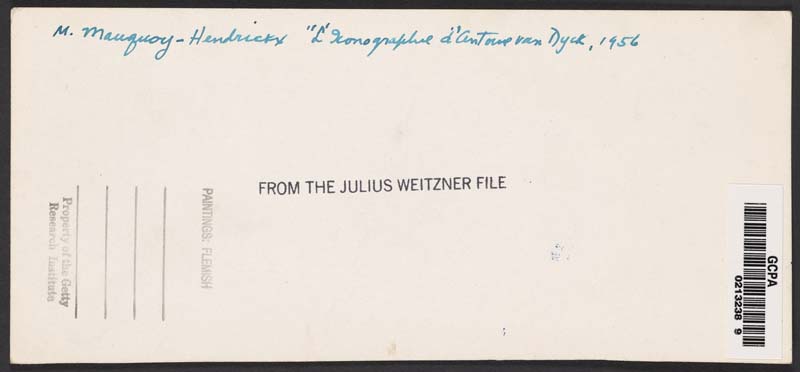 M. Mauquoy-Hendrickx "L'Iconographie d'Antoine van Dyck, 1956
FROM THE JULIUS WEITZNER FILE
PAINTINGS: FLEMISH
Property of the Getty
Research Institute
GCPA
0213238 9